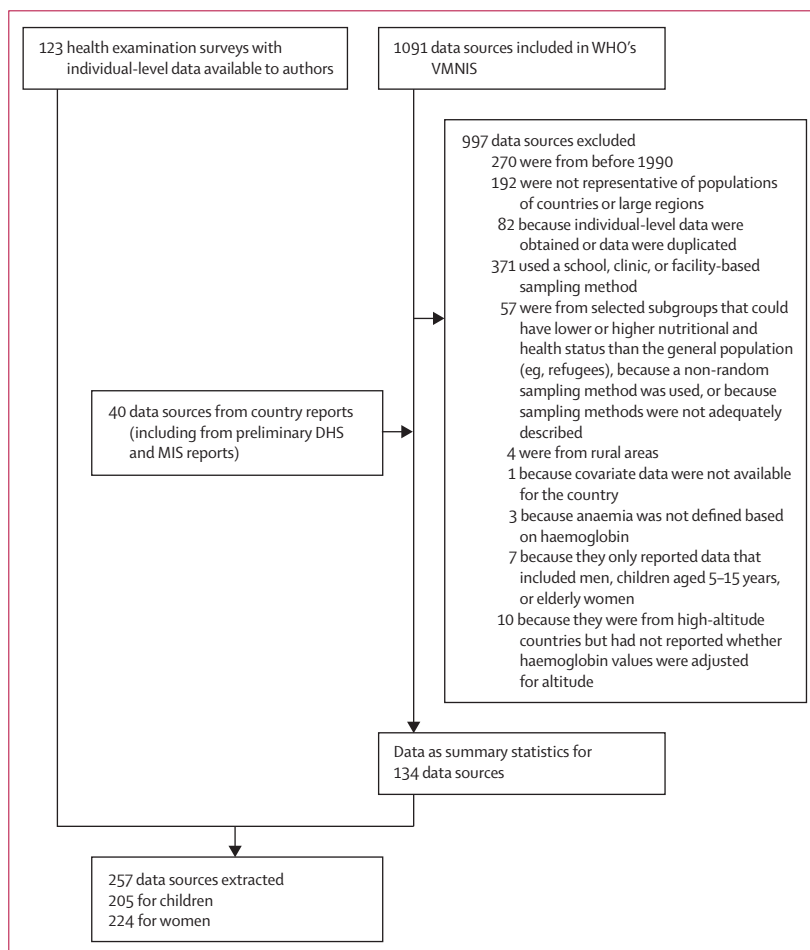 123 health examination surveys with
individual-level data available to authors
1091 data sources included in WHO's
VMNIS
997 data sources excluded
270 were from before 1990
192 were not representative of populations
of countries or large regions
82 because individual-level data were
obtained or data were duplicated
371 used a school, clinic, or facility-based
sampling method
57 were from selected subgroups that could
have lower or higher nutritional and
health status than the general population
(eg, refugees), because a non-random
sampling method was used, or because
sampling methods were not adequately
described
4 were from rural areas
1 because covariate data were not available
for the country
3 because anaemia was not defined based
on haemoglobin
7 because they only reported data that
included men, children aged 5–15 years,
or elderly women
10 because they were from high-altitude
countries but had not reported whether
haemoglobin values were adjusted
for altitude
40 data sources from country reports
(including from preliminary DHS
and MIS reports)
Data as summary statistics for
134 data sources
257 data sources extracted
205 for children
224 for women